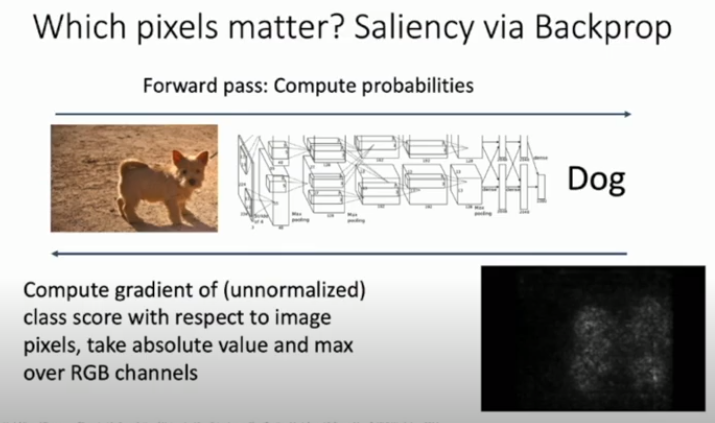 Which pixels matter? Saliency via Backprop
Forward pass: Compute probabilities
Dog
Compute gradient of (unnormalized)
class score with respect to image
pixels, take absolute value and max
over RGB channels